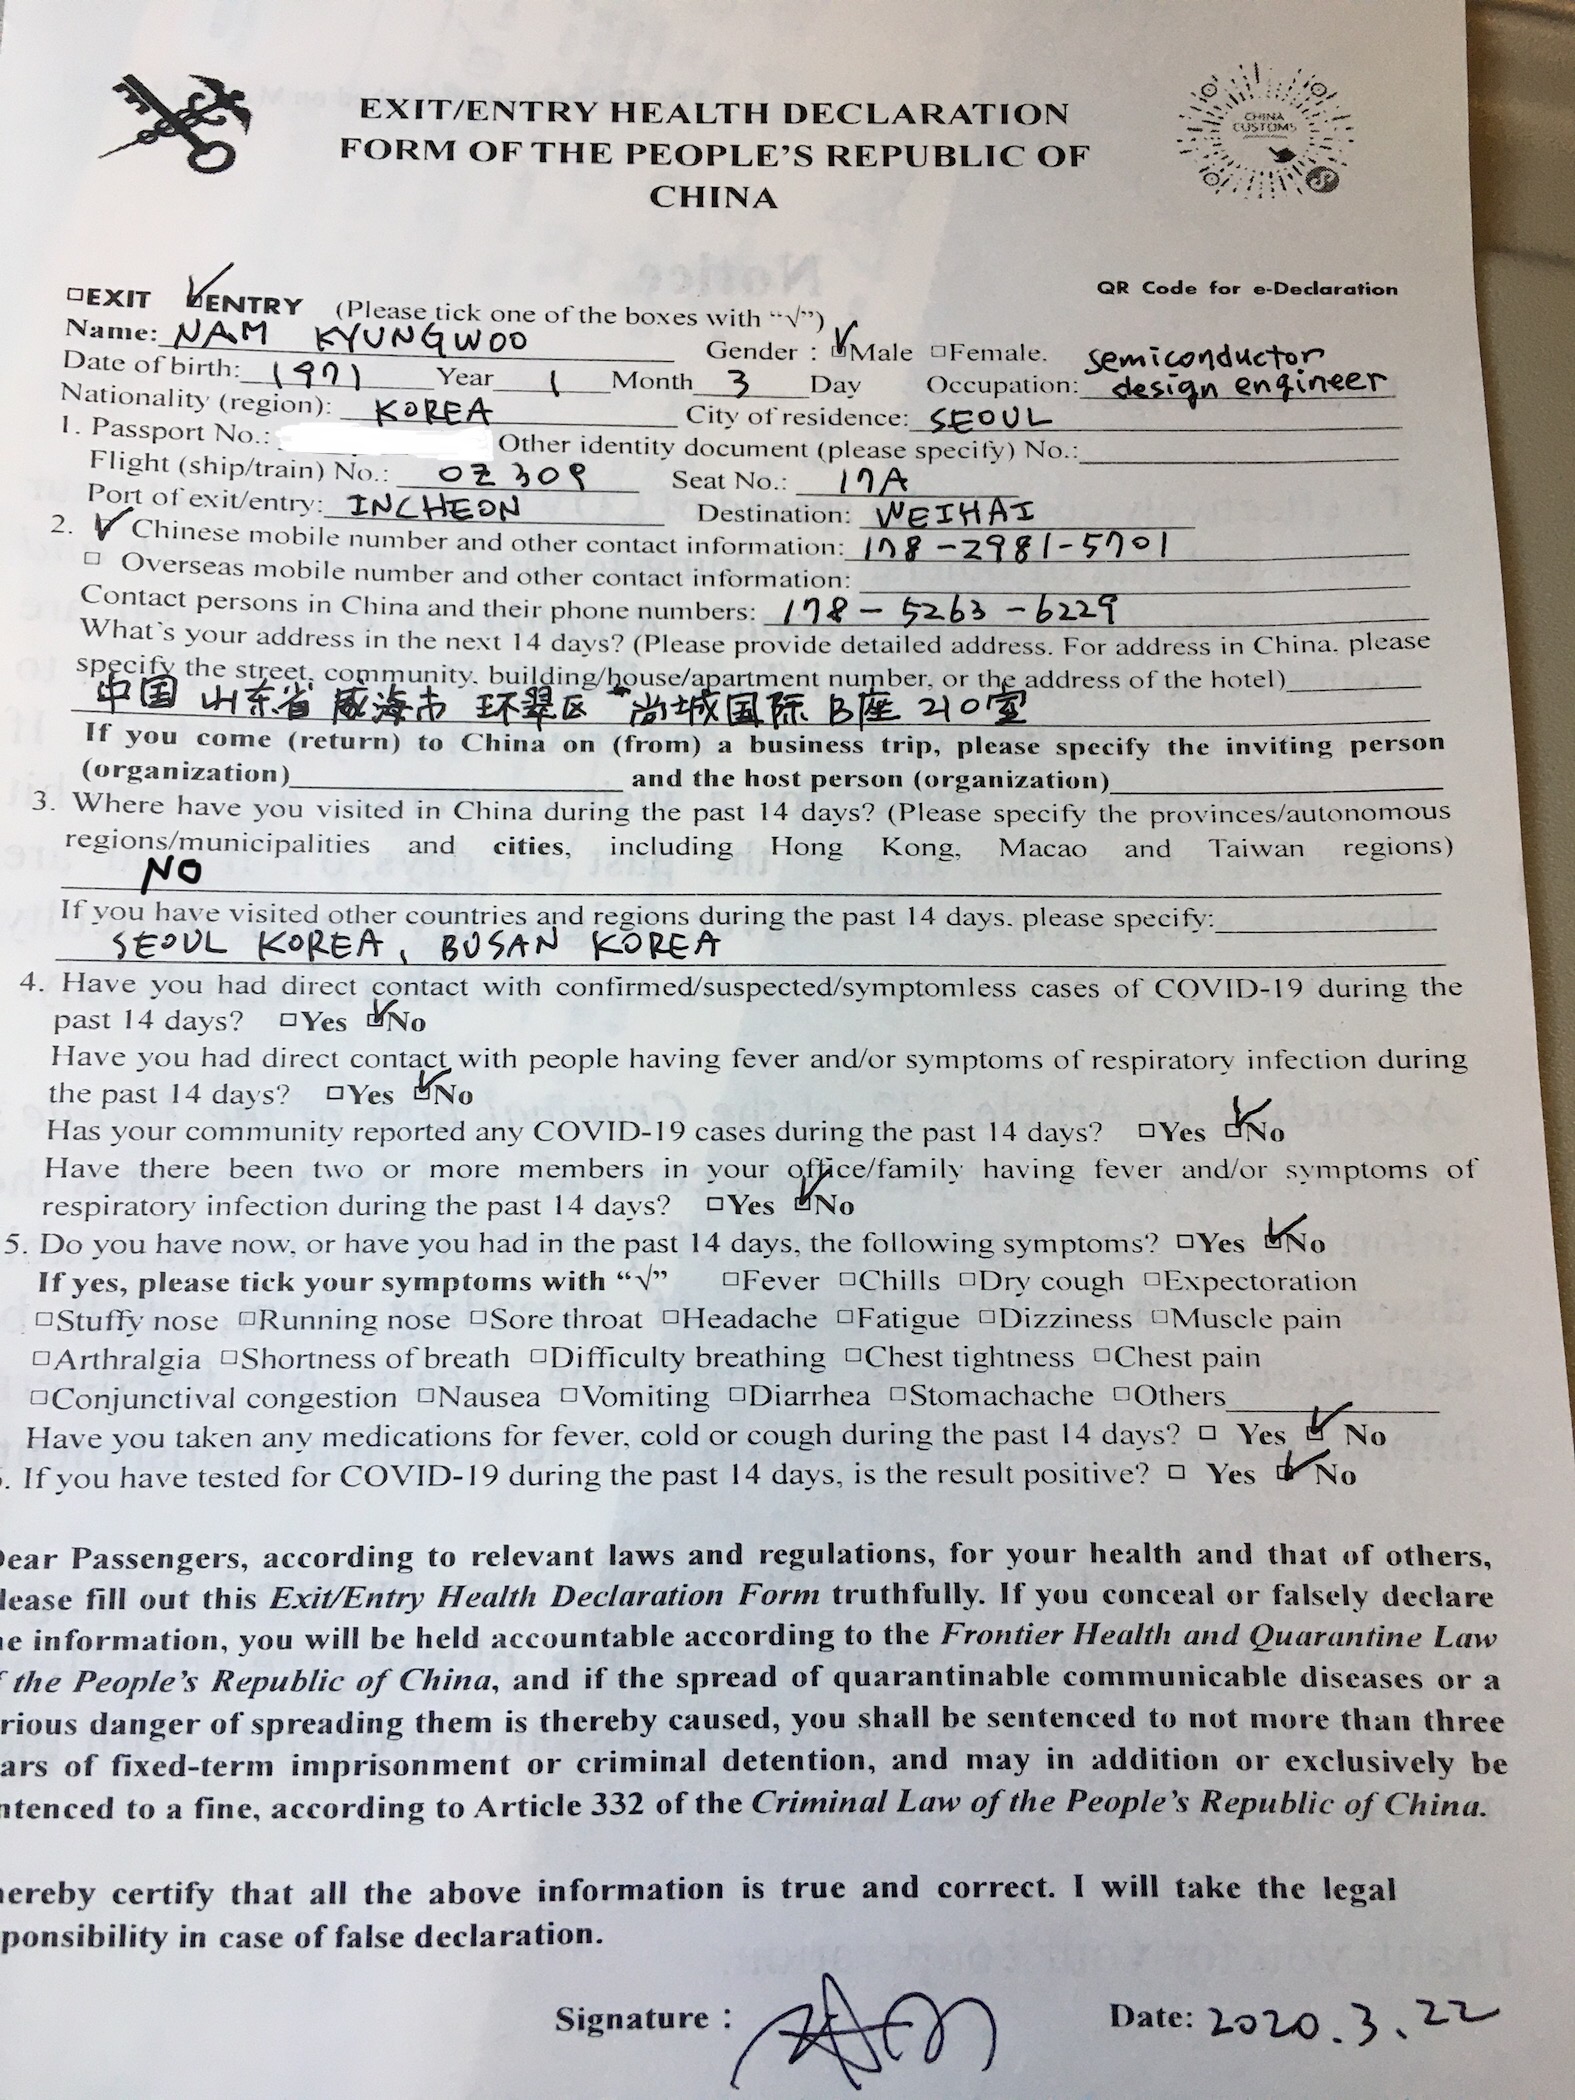 EXIT/ENTRY HEALTH DECLARATION
FORM OF THE PEOPLE'S REPUBLIC OF
CHINA
CHINA
CUSTOMS
QR Code for e-Declaration
□EXIT ☑ENTRY (Please tick one of the boxes with “√”)
Name: NAM KYUNGWOO Gender : ☑Male □Female.
Date of birth: 1971 Year 1 Month 3 Day Occupation: semiconductor design engineer
Nationality (region): KOREA City of residence: SEOUL
1. Passport No.: Other identity document (please specify) No.:
Flight (ship/train) No.: OZ 309 Seat No.: 17A
Port of exit/entry: INCHEON Destination: WEIHAI
2. ☑ Chinese mobile number and other contact information: 178-2981-5701
□ Overseas mobile number and other contact information:
Contact persons in China and their phone numbers: 178-5263-6229
What's your address in the next 14 days? (Please provide detailed address. For address in China, please
specify the street, community, building/house/apartment number, or the address of the hotel)
中国 山东省 威海市 环翠区 尚城国际 B座 210室
If you come (return) to China on (from) a business trip, please specify the inviting person
(organization) and the host person (organization)
3. Where have you visited in China during the past 14 days? (Please specify the provinces/autonomous
regions/municipalities and cities, including Hong Kong, Macao and Taiwan regions)
NO
If you have visited other countries and regions during the past 14 days, please specify:
SEOUL KOREA, BUSAN KOREA
4. Have you had direct contact with confirmed/suspected/symptomless cases of COVID-19 during the
past 14 days? □Yes ☑No
Have you had direct contact with people having fever and/or symptoms of respiratory infection during
the past 14 days? □Yes ☑No
Has your community reported any COVID-19 cases during the past 14 days? □Yes ☑No
Have there been two or more members in your office/family having fever and/or symptoms of
respiratory infection during the past 14 days? □Yes ☑No
5. Do you have now, or have you had in the past 14 days, the following symptoms? □Yes ☑No
If yes, please tick your symptoms with “√” □Fever □Chills □Dry cough □Expectoration
□Stuffy nose □Running nose □Sore throat □Headache □Fatigue □Dizziness □Muscle pain
□Arthralgia □Shortness of breath □Difficulty breathing □Chest tightness □Chest pain
□Conjunctival congestion □Nausea □Vomiting □Diarrhea □Stomachache □Others
Have you taken any medications for fever, cold or cough during the past 14 days? □ Yes ☑ No
. If you have tested for COVID-19 during the past 14 days, is the result positive? □ Yes ☑ No
ear Passengers, according to relevant laws and regulations, for your health and that of others,
lease fill out this Exit/Entry Health Declaration Form truthfully. If you conceal or falsely declare
e information, you will be held accountable according to the Frontier Health and Quarantine Law
the People's Republic of China, and if the spread of quarantinable communicable diseases or a
rious danger of spreading them is thereby caused, you shall be sentenced to not more than three
ars of fixed-term imprisonment or criminal detention, and may in addition or exclusively be
ntenced to a fine, according to Article 332 of the Criminal Law of the People's Republic of China.
ereby certify that all the above information is true and correct. I will take the legal
ponsibility in case of false declaration.
Signature : Date: 2020.3.22